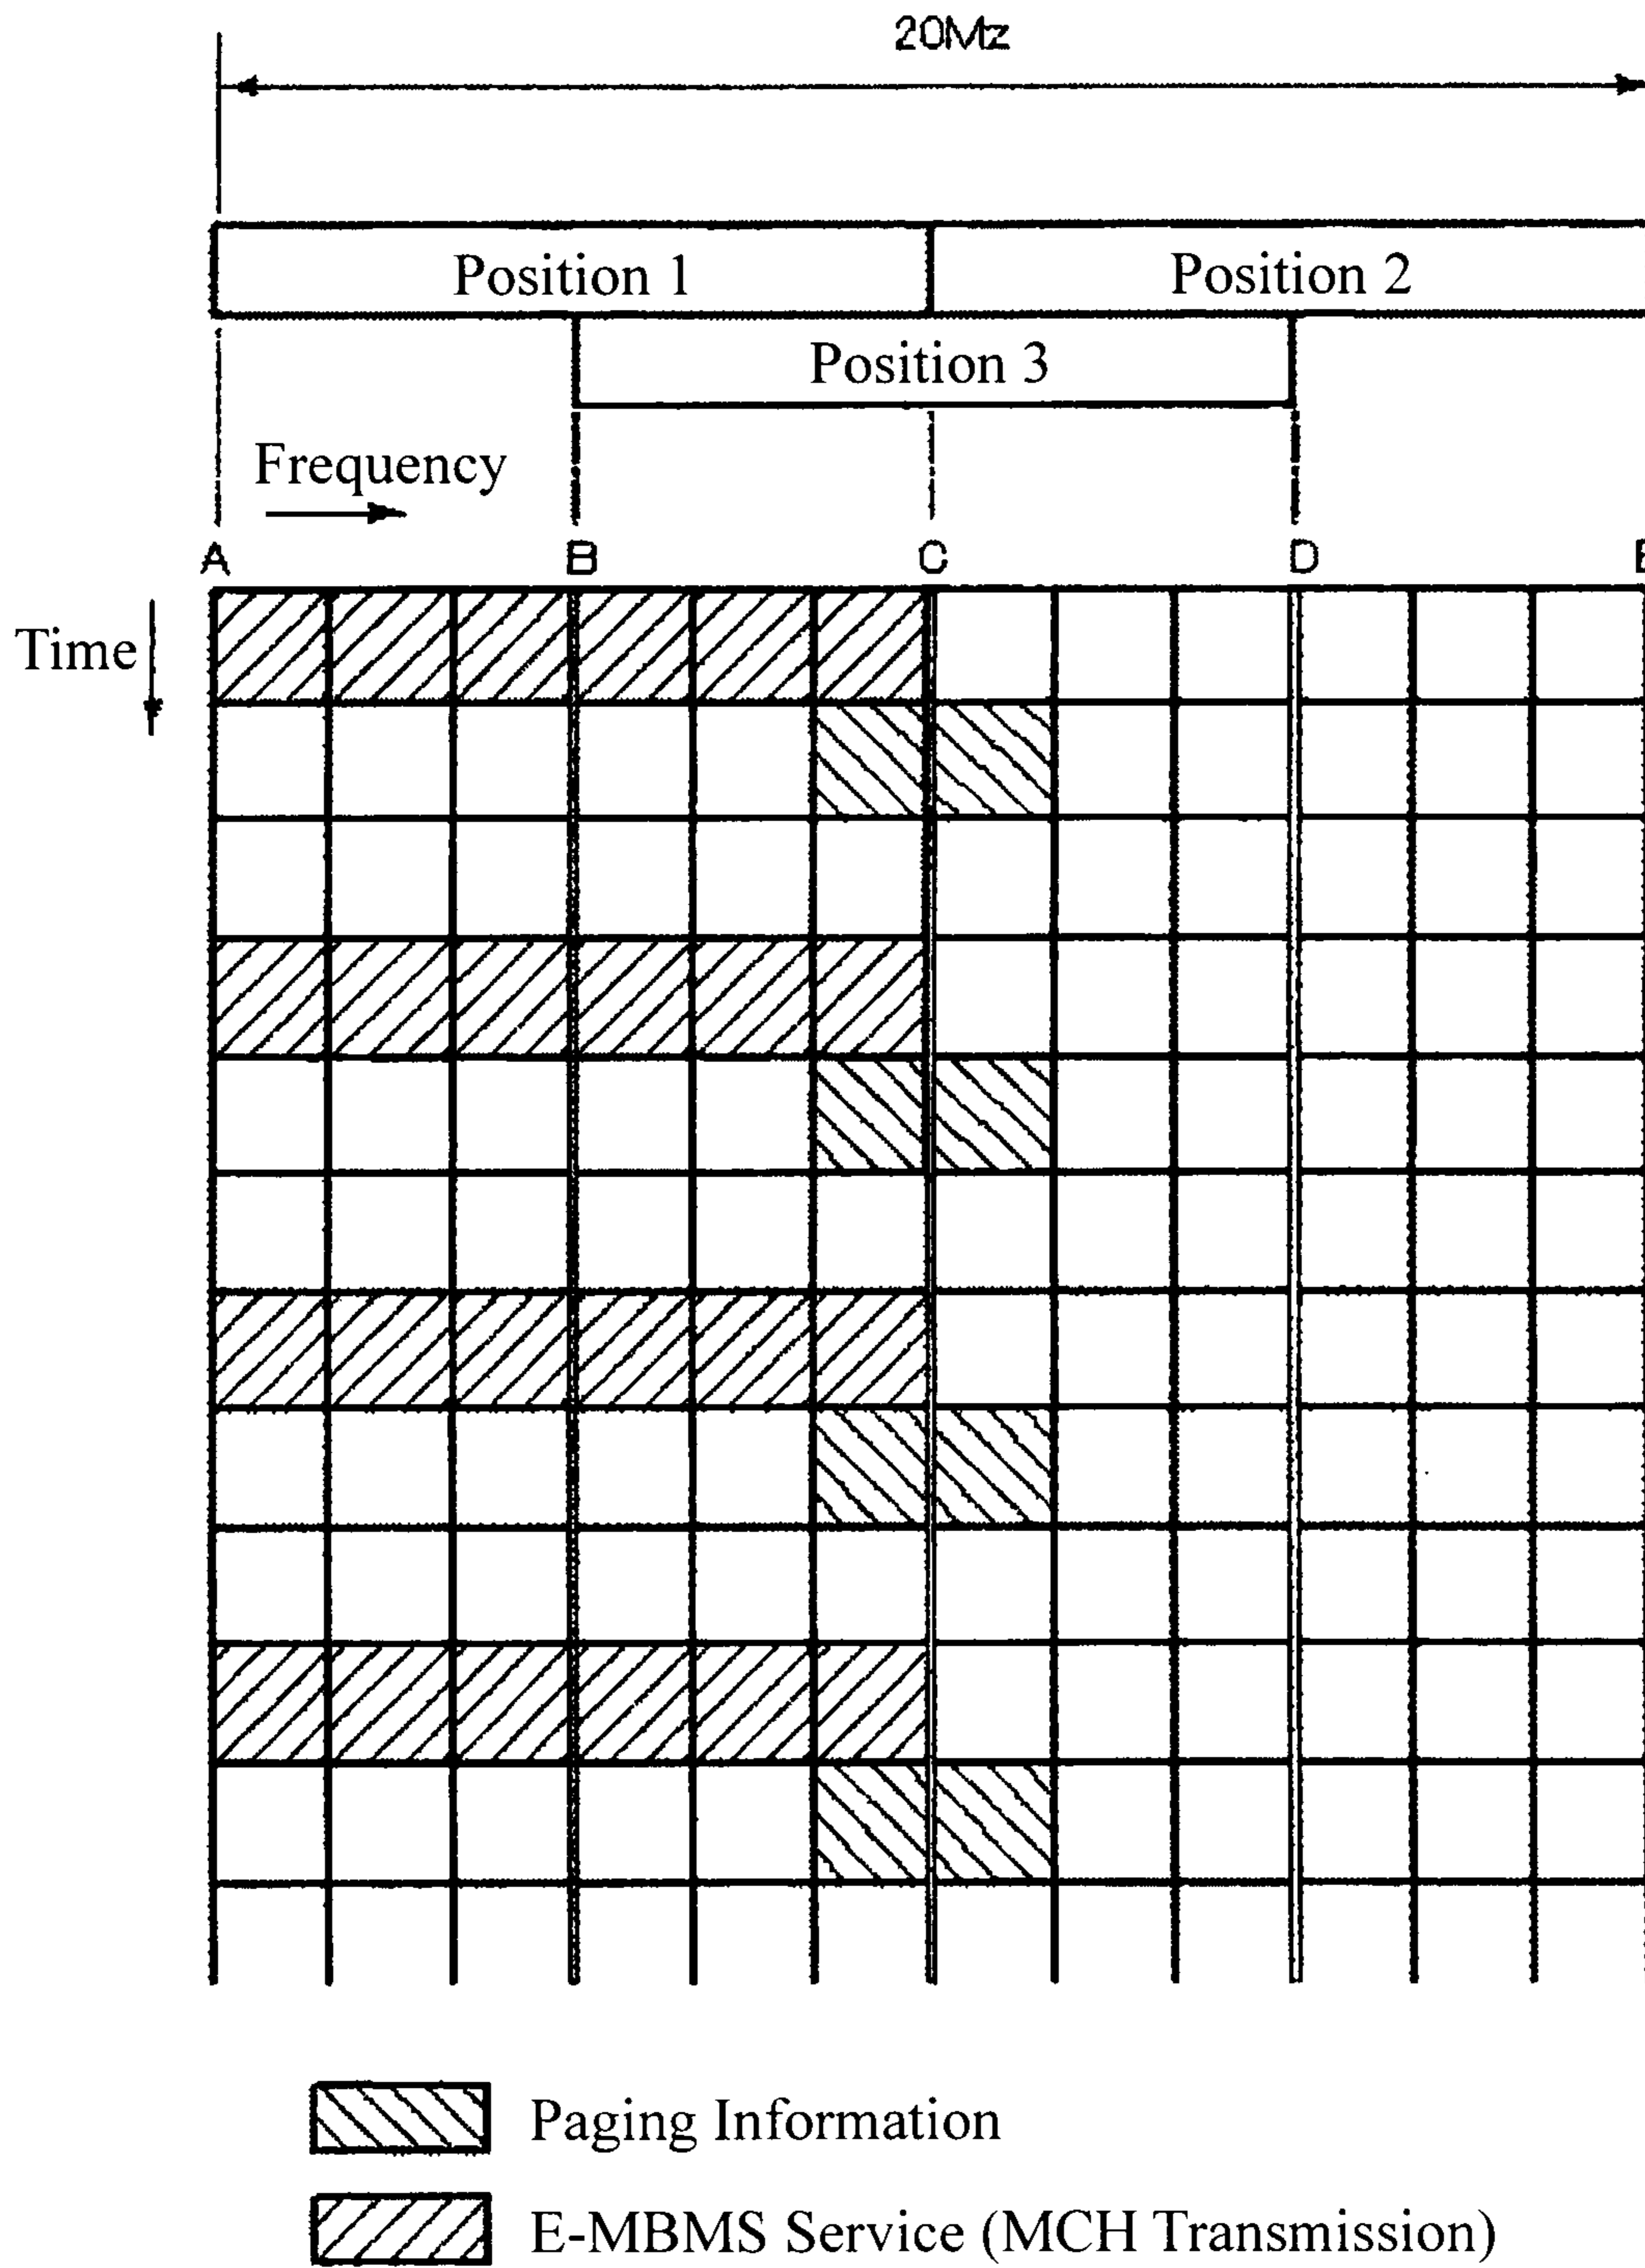 20Mz
Position 1 Position 2
Position 3
Frequency
A B C D
Time
Paging Information
E-MBMS Service (MCH Transmission)